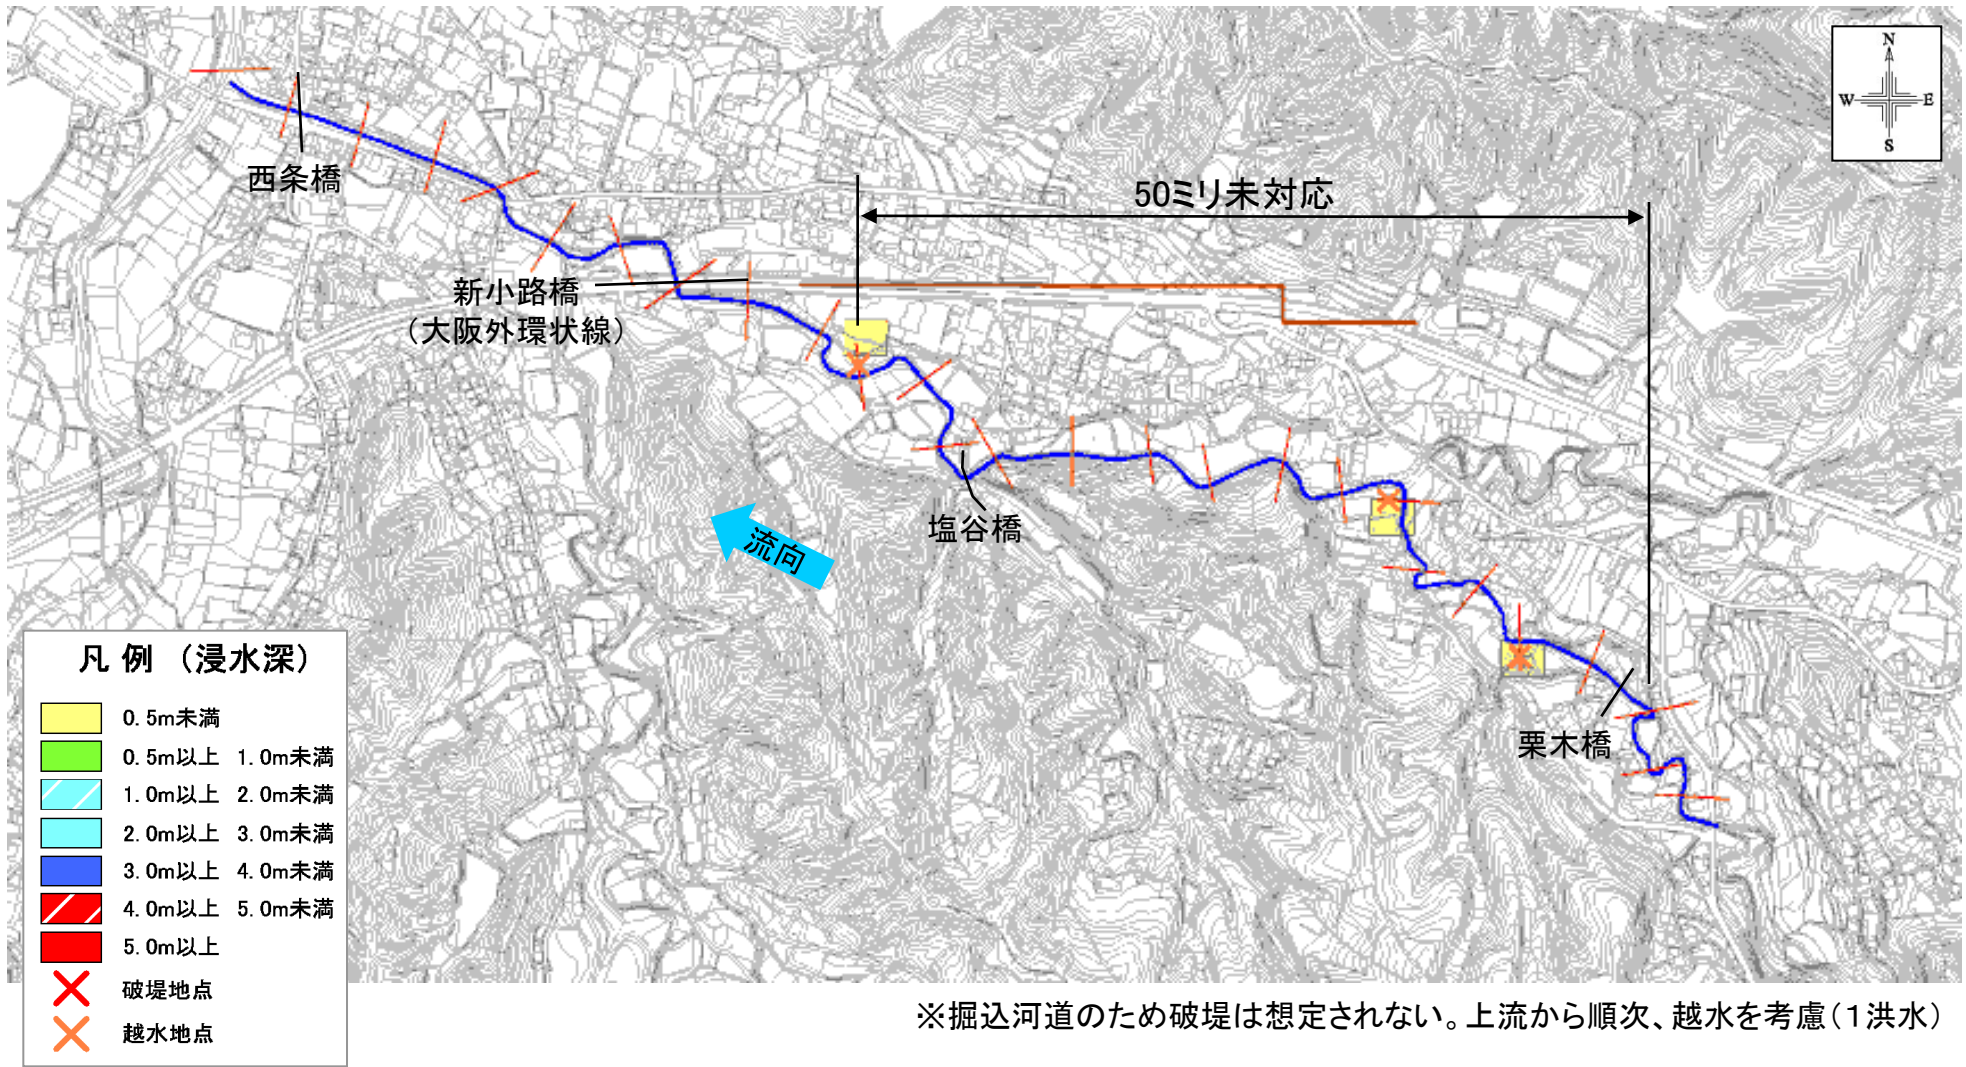 N
W E
S
西条橋
50ミリ未対応
新小路橋
（大阪外環状線）
塩谷橋
流向
栗木橋
凡 例 （浸水深）
0.5m未満
0.5m以上 1.0m未満
1.0m以上 2.0m未満
2.0m以上 3.0m未満
3.0m以上 4.0m未満
4.0m以上 5.0m未満
5.0m以上
破堤地点
越水地点
※掘込河道のため破堤は想定されない。上流から順次、越水を考慮（１洪水）